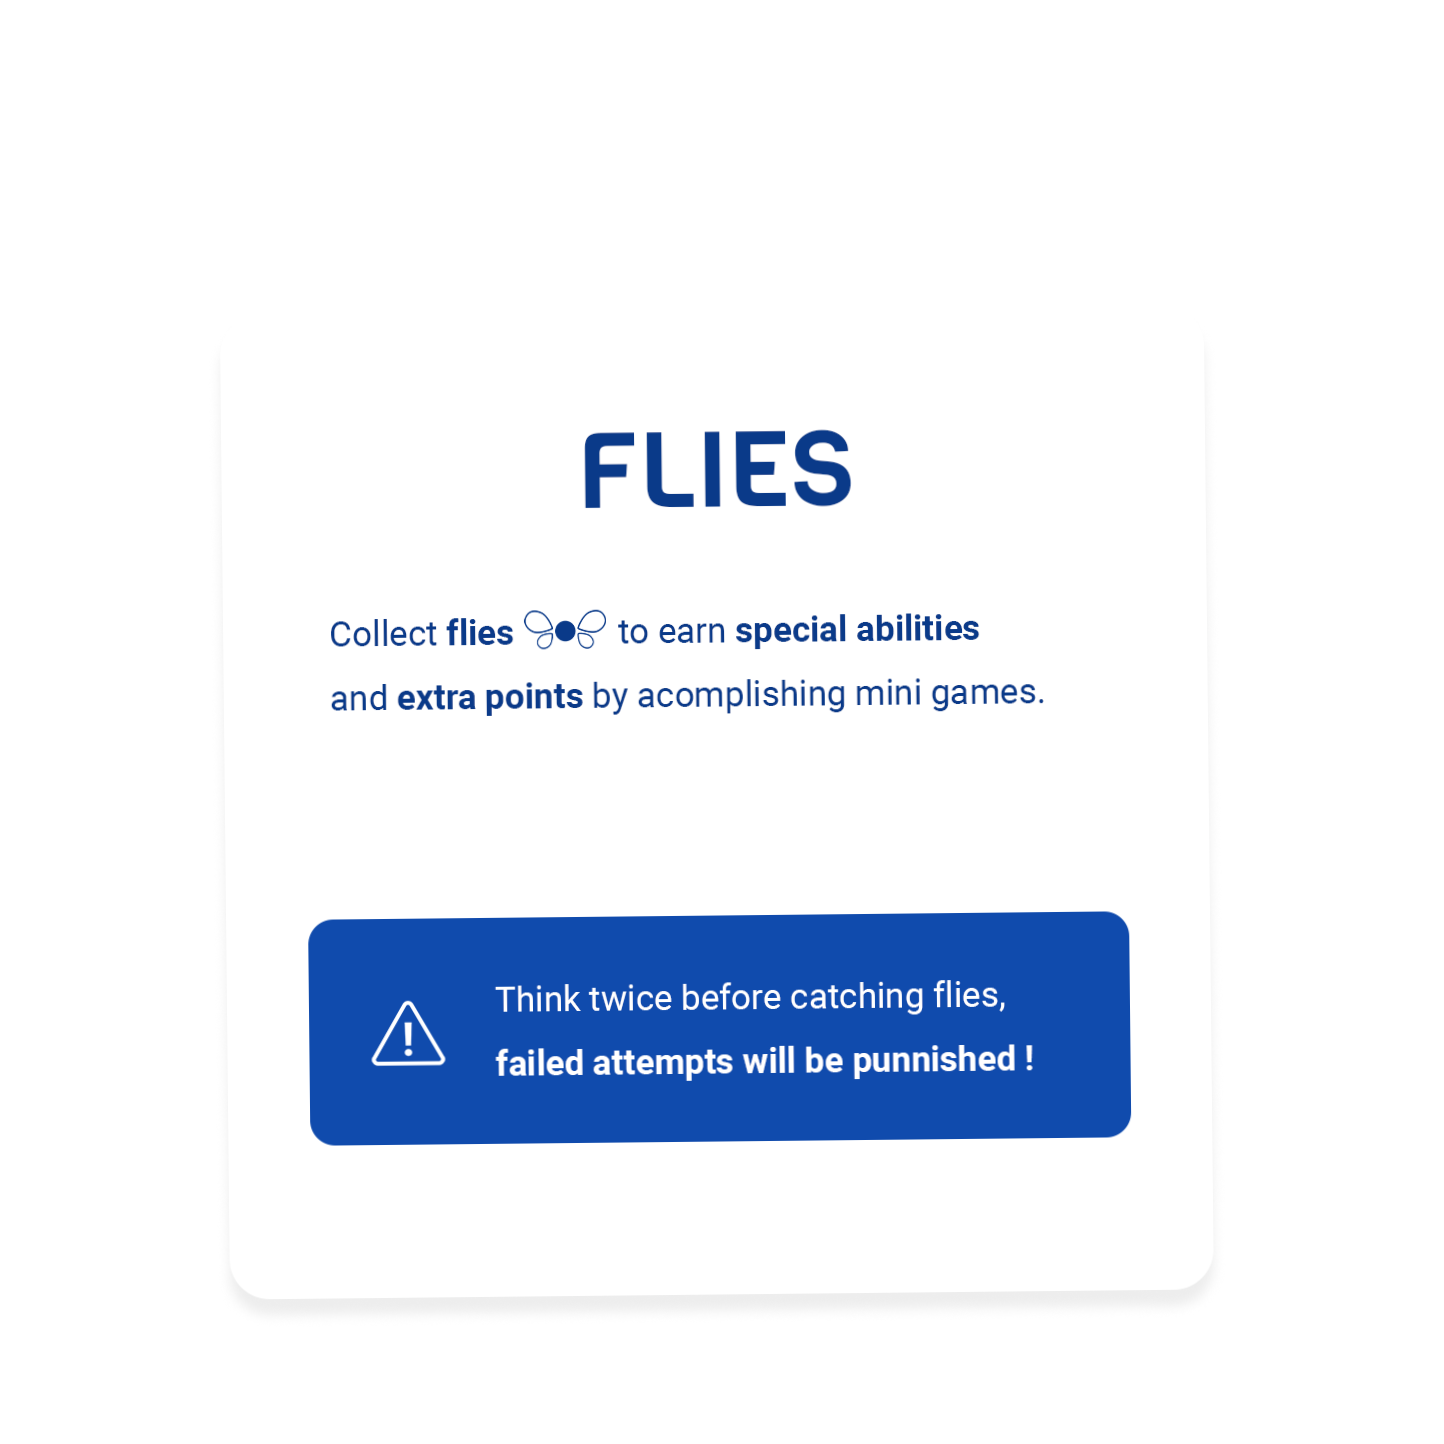 FLIES
Collect flies to earn special abilities
and extra points by acomplishing mini games.
Think twice before catching flies,
failed attempts will be punnished !